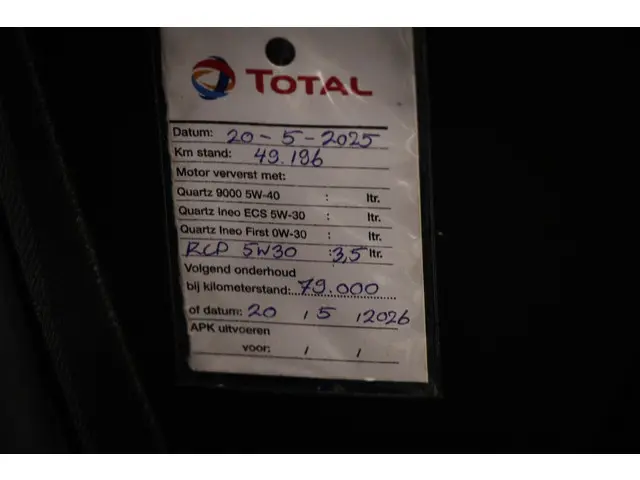 TOTAL
Datum: 20-5-2025
Km stand: 49.196
Motor ververst met:
Quartz 9000 5W-40 : ltr.
Quartz Ineo ECS 5W-30 : ltr.
Quartz Ineo First 0W-30 : ltr.
RCP 5W30 : 3,5 ltr.
Volgend onderhoud
bij kilometerstand: 79.000
of datum: 20 / 5 / 2026
APK uitvoeren
voor: / /